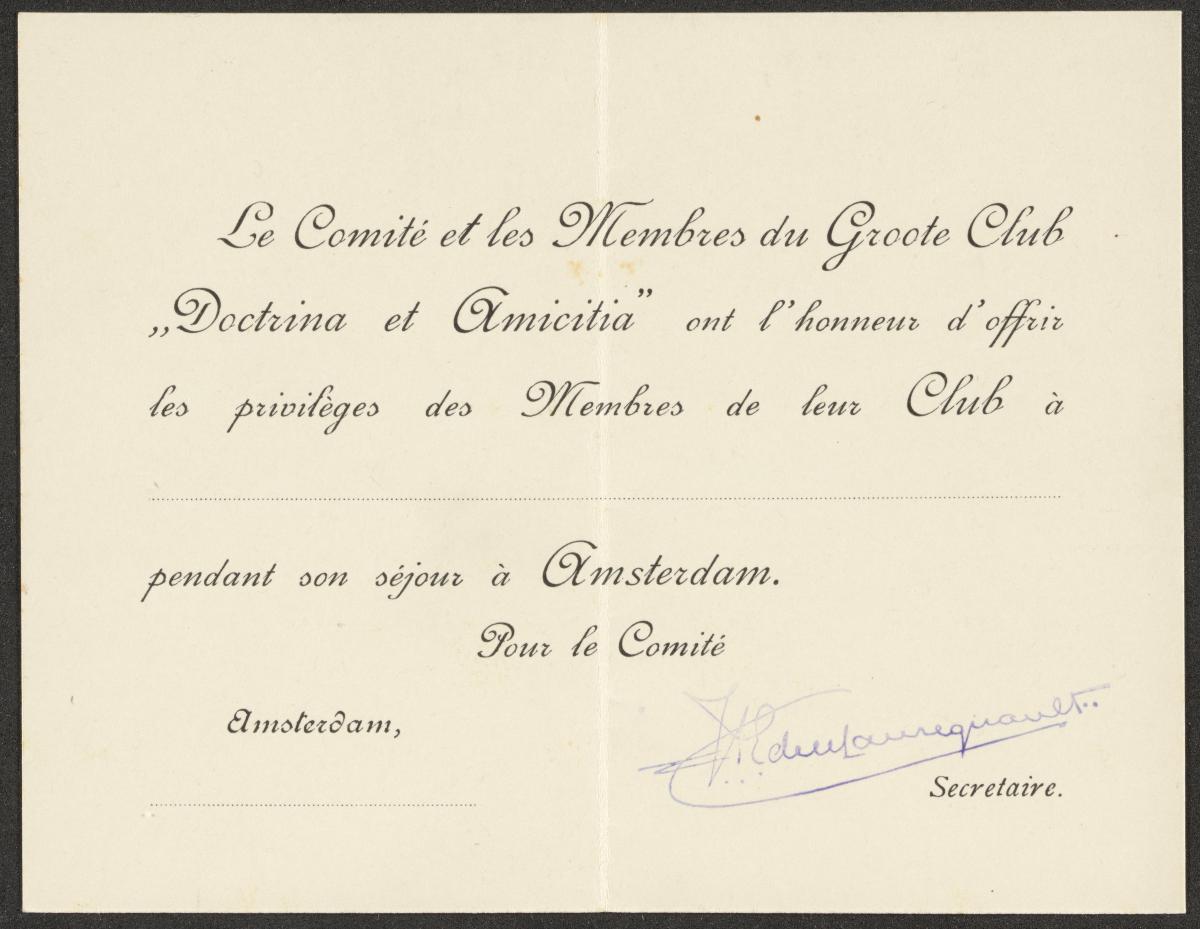 Le Comité et les Membres du Groote Club
„Doctrina et Amicitia” ont l'honneur d'offrir
les privilèges des Membres de leur Club à
pendant son séjour à Amsterdam.
Pour le Comité
Amsterdam,
Secretaire.